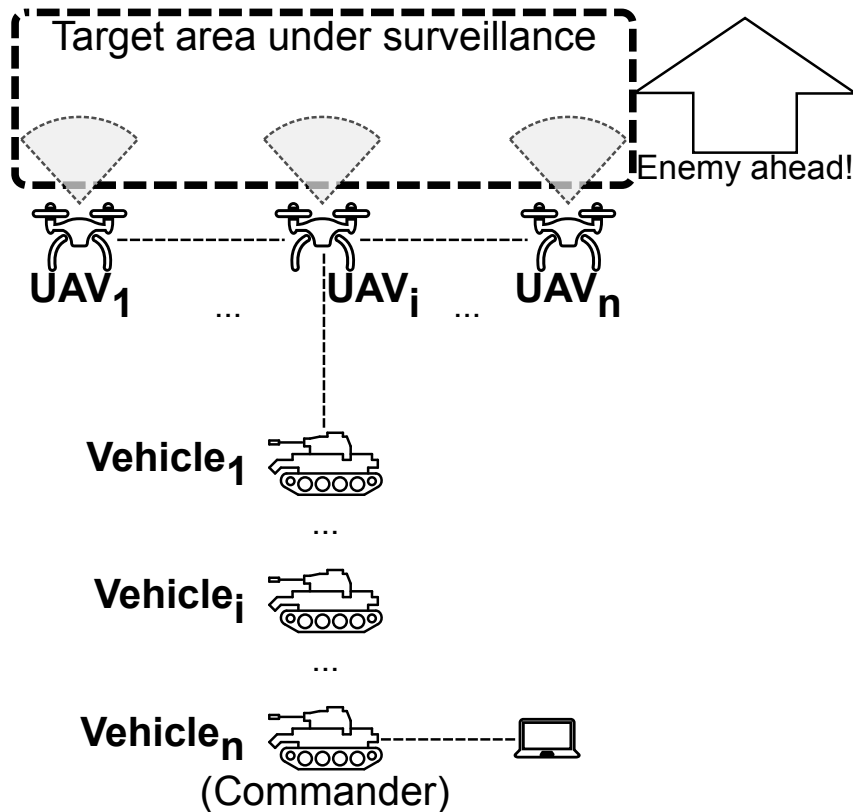 Target area under surveillance
Enemy ahead!
UAV1 ... UAVi ... UAVn
Vehicle1
...
Vehiclei
...
Vehiclen
(Commander)